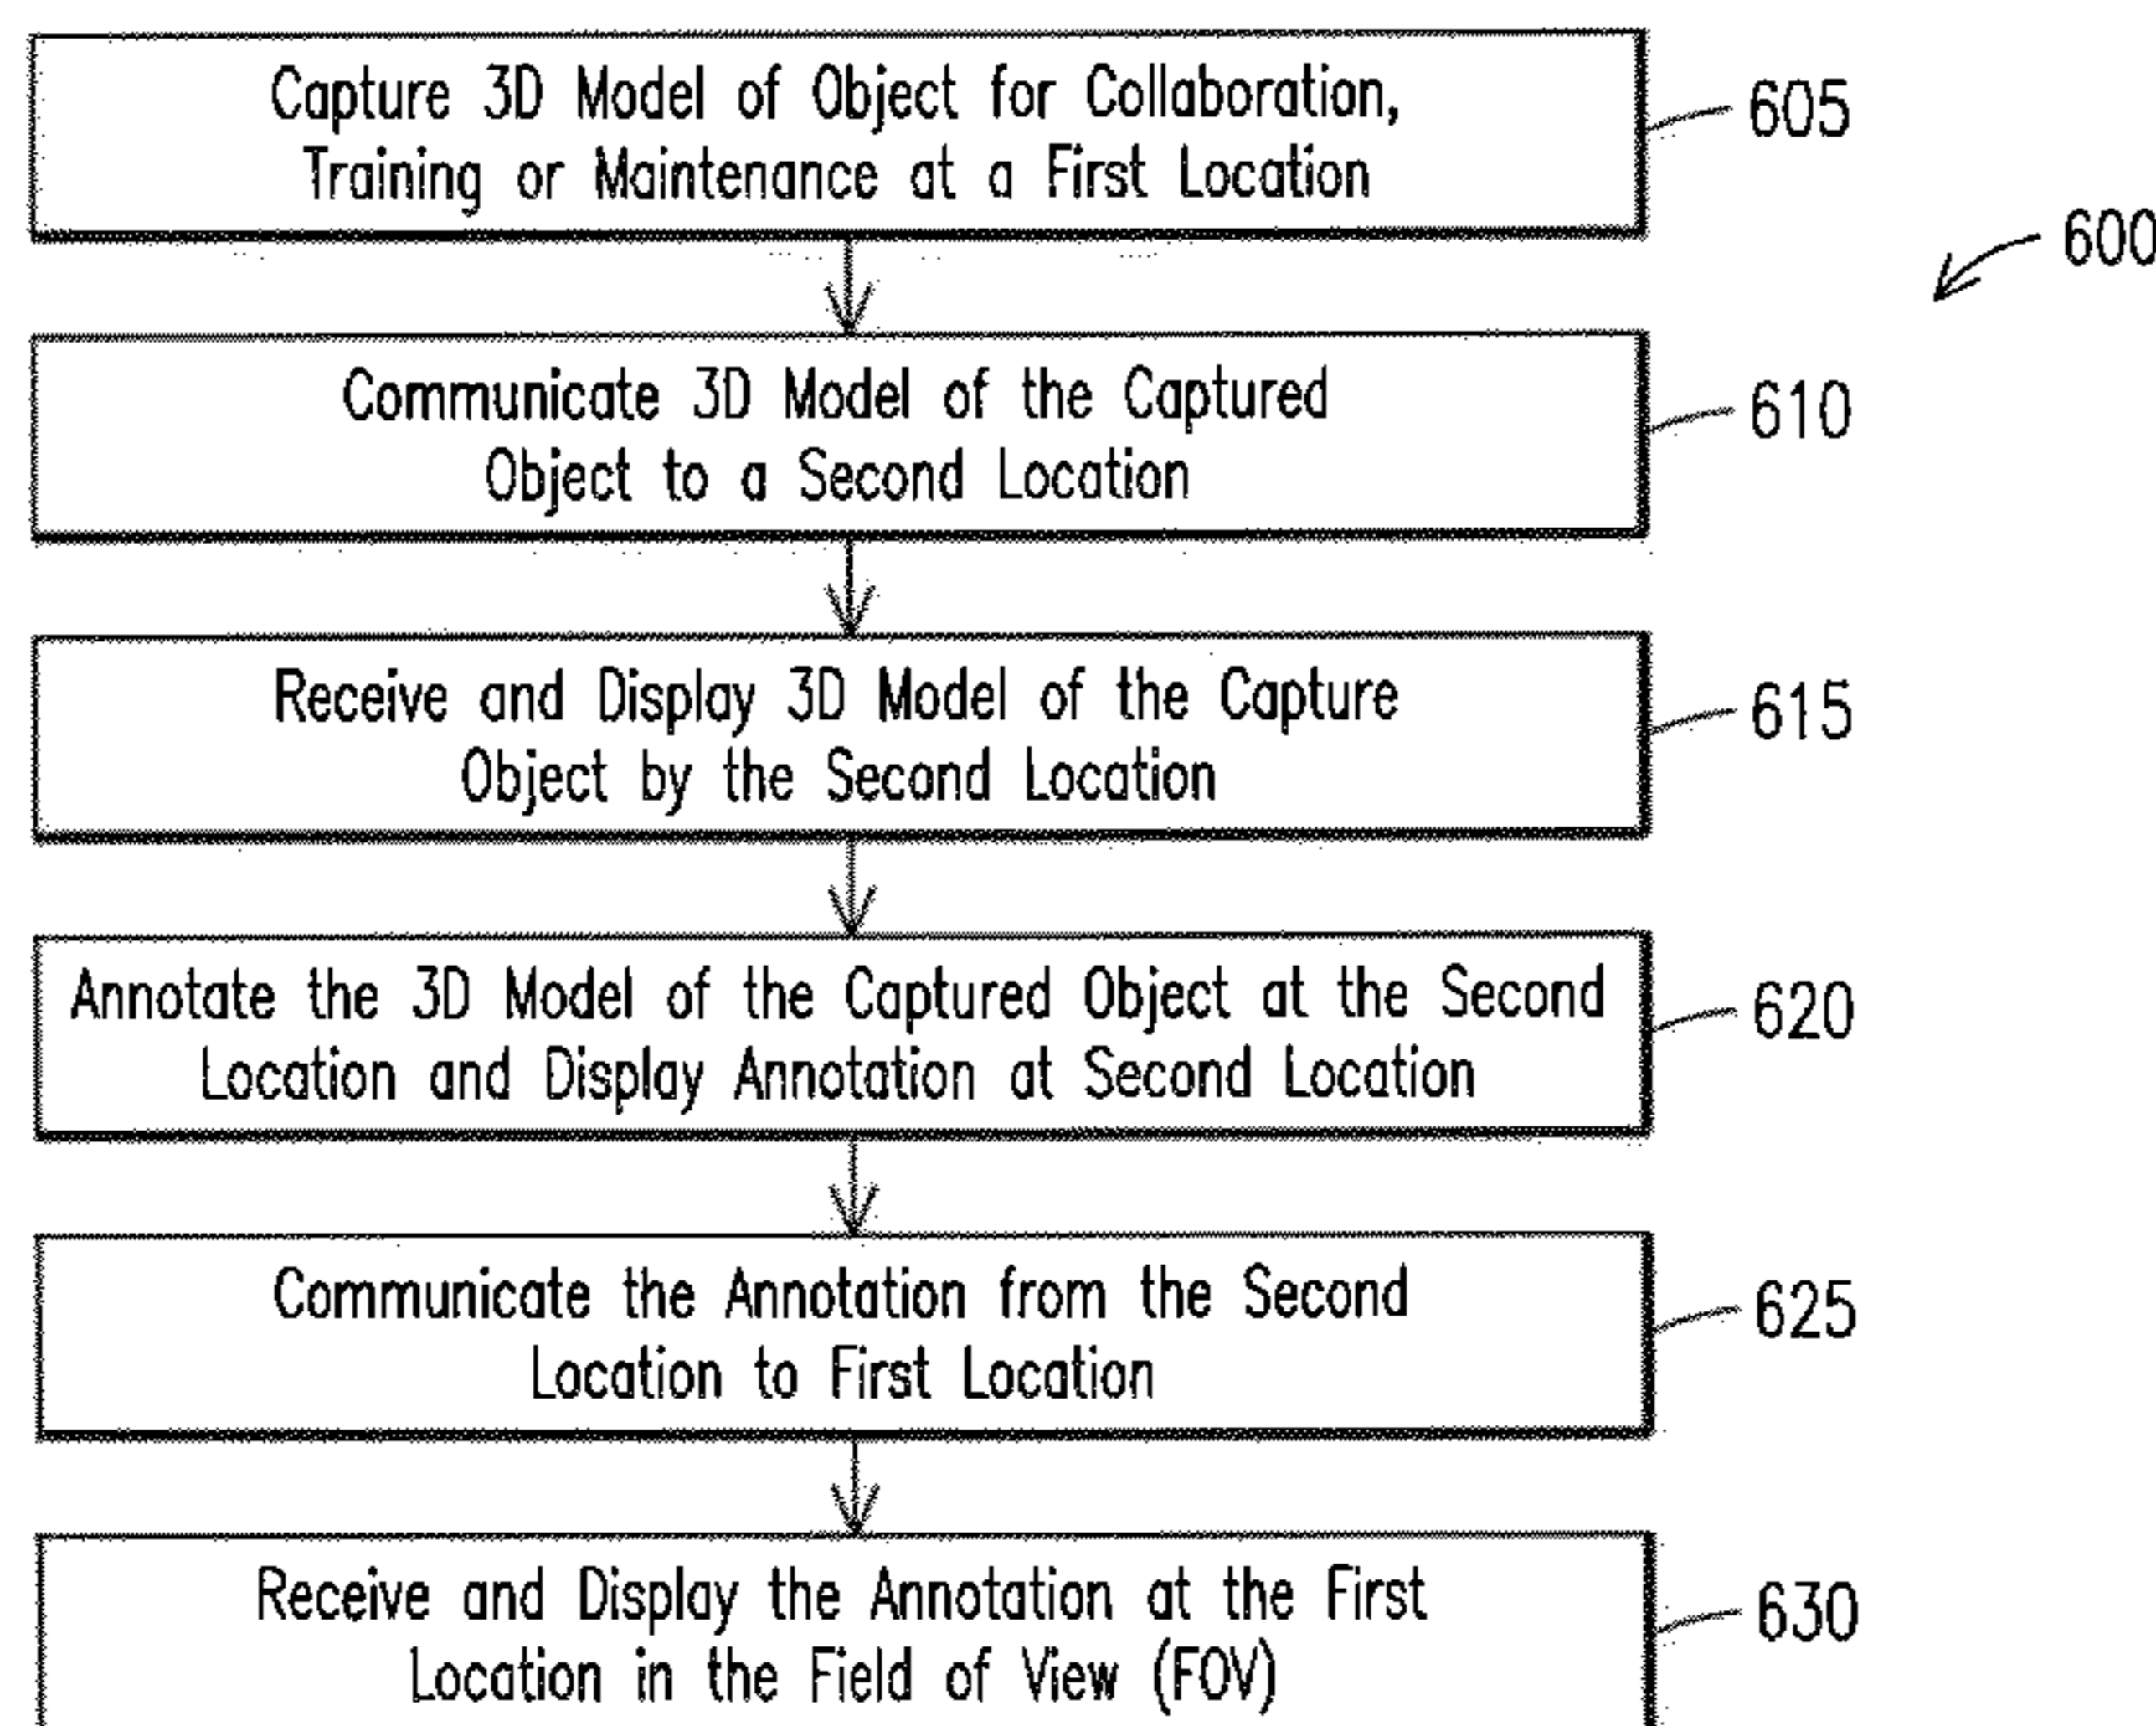 Capture 3D Model of Object for Collaboration,
Training or Maintenance at a First Location
605
600
Communicate 3D Model of the Captured
Object to a Second Location
610
Receive and Display 3D Model of the Capture
Object by the Second Location
615
Annotate the 3D Model of the Captured Object at the Second
Location and Display Annotation at Second Location
620
Communicate the Annotation from the Second
Location to First Location
625
Receive and Display the Annotation at the First
Location in the Field of View (FOV)
630